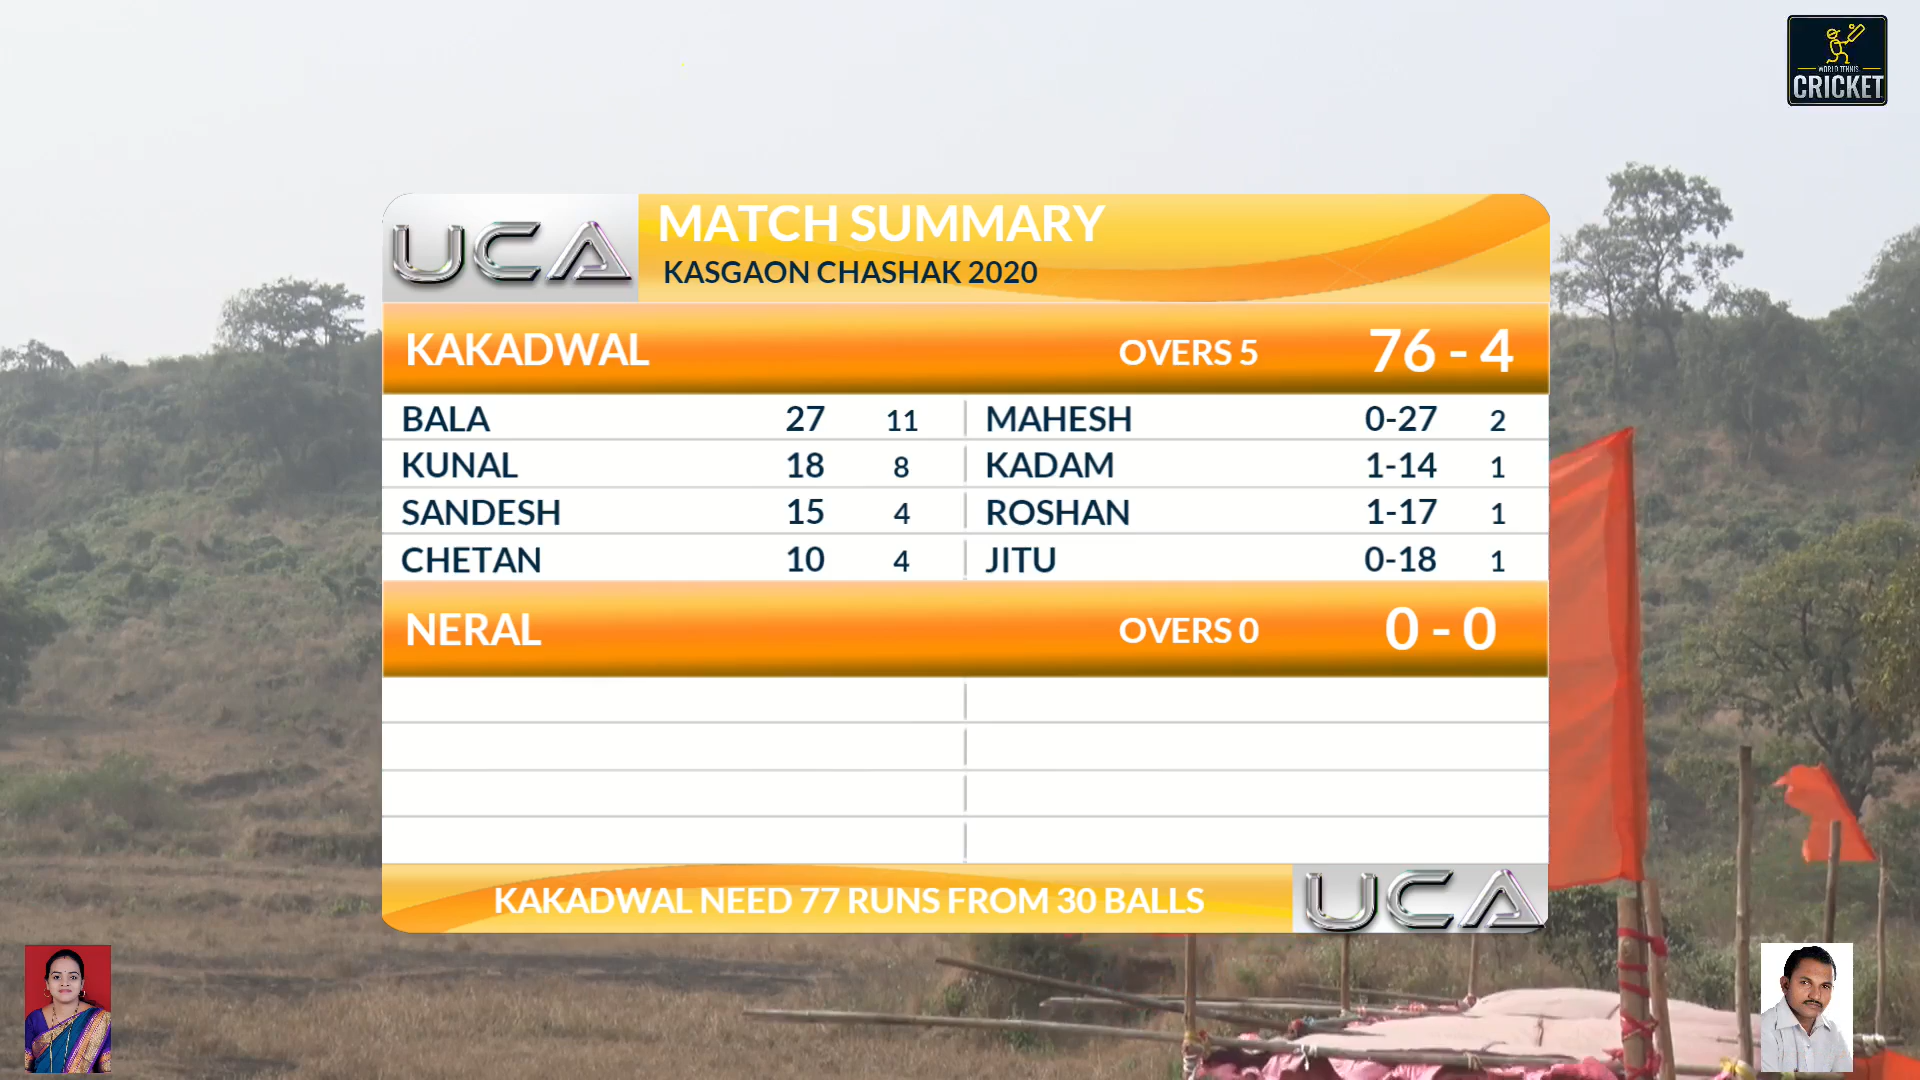 WORLD TENNIS
CRICKET
UCA
MATCH SUMMARY
KASGAON CHASHAK 2020
KAKADWAL OVERS 5 76 - 4
BALA 27 11 MAHESH 0-27 2
KUNAL 18 8 KADAM 1-14 1
SANDESH 15 4 ROSHAN 1-17 1
CHETAN 10 4 JITU 0-18 1
NERAL OVERS 0 0 - 0
KAKADWAL NEED 77 RUNS FROM 30 BALLS UCA